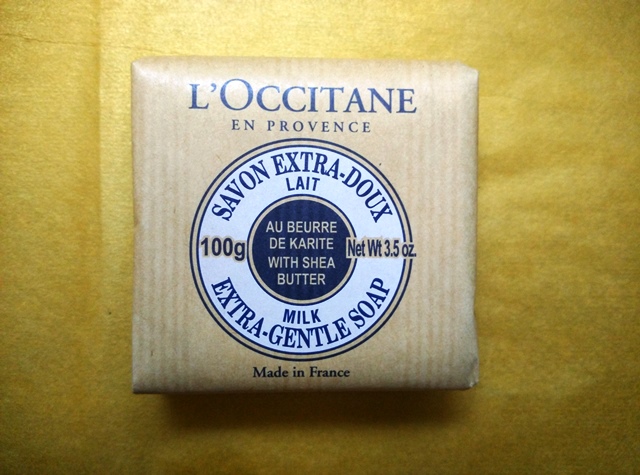 L'OCCITANE
EN PROVENCE
SAVON EXTRA-DOUX
LAIT
100g
AU BEURRE
DE KARITE
WITH SHEA
BUTTER
Net Wt 3.5 oz.
MILK
EXTRA-GENTLE SOAP
Made in France